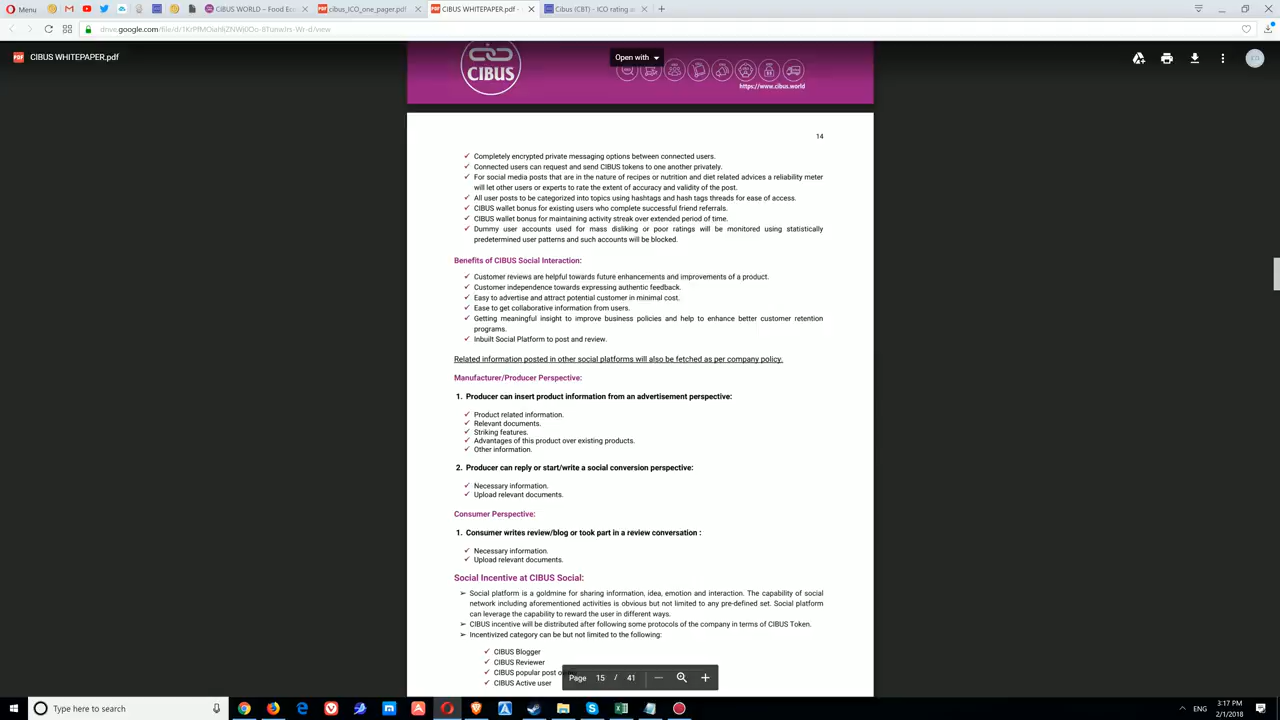 Menu
CIBUS WORLD – Food Eco
cibus_ICO_one_pager.pdf
CIBUS WHITEPAPER.pdf -
Cibus (CBT) - ICO rating a
drive.google.com/file/d/
CIBUS WHITEPAPER.pdf
Open with
CIBUS
https://www.cibus.world
14
✓ Completely encrypted private messaging options between connected users.
✓ Connected users can request and send CIBUS tokens to one another privately.
✓ For social media posts that are in the nature of recipes or nutrition and diet related advices a reliability meter
will let other users or experts to rate the extent of accuracy and validity of the post.
✓ All user posts to be categorized into topics using hashtags and hash tags threads for ease of access.
✓ CIBUS wallet bonus for existing users who complete successful friend referrals.
✓ CIBUS wallet bonus for maintaining activity streak over extended period of time.
✓ Dummy user accounts used for mass disliking or poor ratings will be monitored using statistically
predetermined user patterns and such accounts will be blocked.
Benefits of CIBUS Social Interaction:
✓ Customer reviews are helpful towards future enhancements and improvements of a product.
✓ Customer independence towards expressing authentic feedback.
✓ Easy to advertise and attract potential customer in minimal cost.
✓ Ease to get collaborative information from users.
✓ Getting meaningful insight to improve business policies and help to enhance better customer retention
programs.
✓ Inbuilt Social Platform to post and review.
Related information posted in other social platforms will also be fetched as per company policy.
Manufacturer/Producer Perspective:
1. Producer can insert product information from an advertisement perspective:
✓ Product related information.
✓ Relevant documents.
✓ Striking features.
✓ Advantages of this product over existing products.
✓ Other information.
2. Producer can reply or start/write a social conversion perspective:
✓ Necessary information.
✓ Upload relevant documents.
Consumer Perspective:
1. Consumer writes review/blog or took part in a review conversation :
✓ Necessary information.
✓ Upload relevant documents.
Social Incentive at CIBUS Social:
➢ Social platform is a goldmine for sharing information, idea, emotion and interaction. The capability of social
network including aforementioned activities is obvious but not limited to any pre-defined set. Social platform
can leverage the capability to reward the user in different ways.
➢ CIBUS incentive will be distributed after following some protocols of the company in terms of CIBUS Token.
➢ Incentivized category can be but not limited to the following:
✓ CIBUS Blogger
✓ CIBUS Reviewer
✓ CIBUS popular post
✓ CIBUS Active user
Page 15 / 41
Type here to search
ENG
3:17 PM
2/1/2018